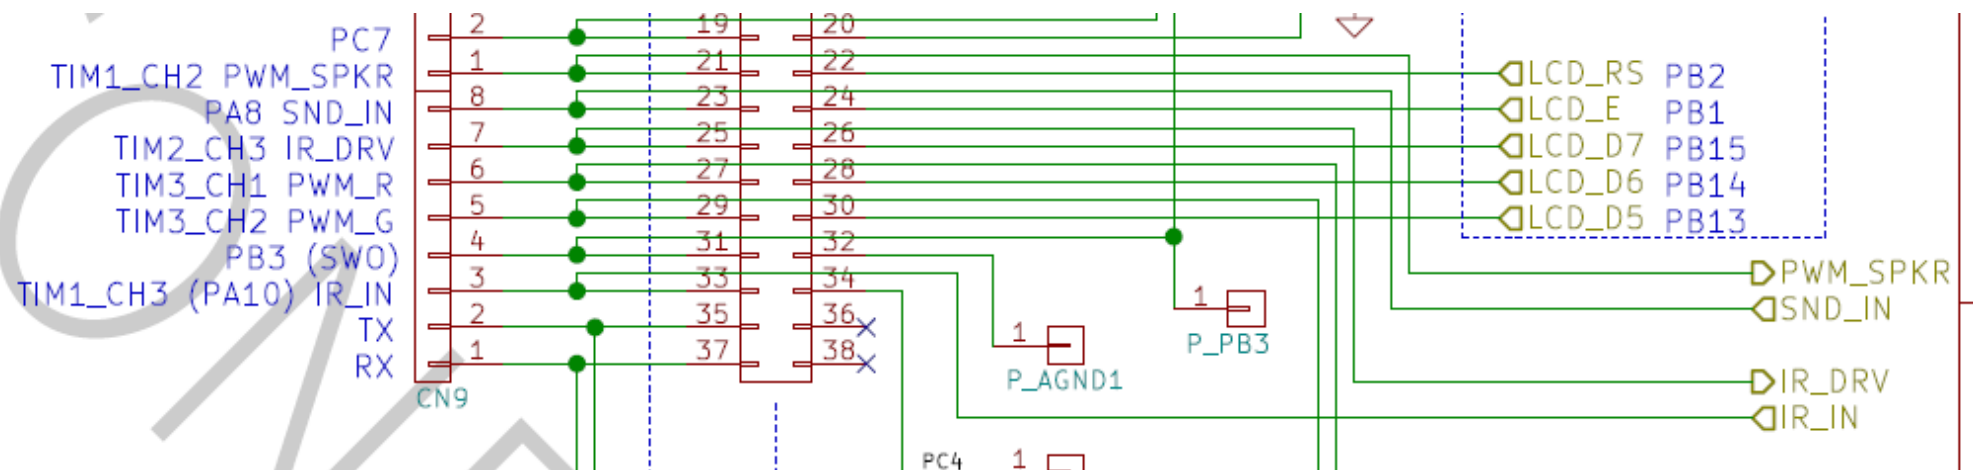 2 19 20
PC7
1 21 22 LCD_RS PB2
TIM1_CH2 PWM_SPKR
8 23 24 LCD_E PB1
PA8 SND_IN
7 25 26 LCD_D7 PB15
TIM2_CH3 IR_DRV
6 27 28 LCD_D6 PB14
TIM3_CH1 PWM_R
5 29 30 LCD_D5 PB13
TIM3_CH2 PWM_G
4 31 32
PB3 (SWO)
PWM_SPKR
3 33 34
TIM1_CH3 (PA10) IR_IN
1 SND_IN
P_PB3
2 35 36
TX
1
P_AGND1
1 37 38
RX
IR_DRV
CN9
IR_IN
PC4 1